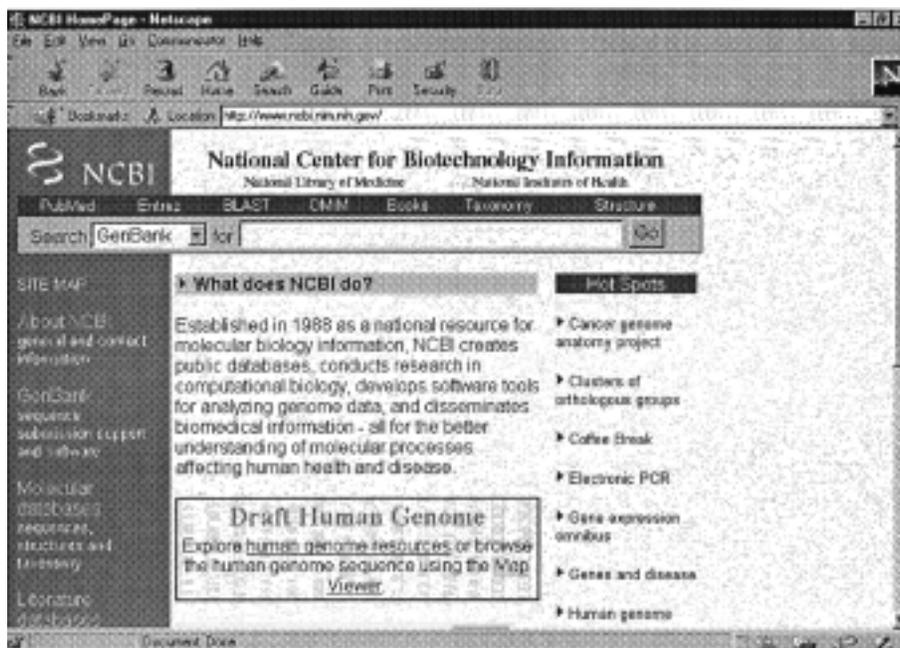 NCBI HomePage - Netscape
File Edit View Go Communicator Help
Back Reload Home Search Guide Print Security Stop
Bookmarks Location http://www.ncbi.nlm.nih.gov/
N
NCBI
National Center for Biotechnology Information
National Library of Medicine National Institutes of Health
PubMed Entrez BLAST OMIM Books Taxonomy Structure
Search GenBank for Go
SITE MAP
About NCBI
general and contact
information
GenBank
sequence
submission support
and software
Molecular
databases
sequences,
structures and
taxonomy
Literature
databases
What does NCBI do?
Established in 1988 as a national resource for
molecular biology information, NCBI creates
public databases, conducts research in
computational biology, develops software tools
for analyzing genome data, and disseminates
biomedical information - all for the better
understanding of molecular processes
affecting human health and disease.
Draft Human Genome
Explore human genome resources or browse
the human genome sequence using the Map
Viewer.
Hot Spots
Cancer genome
anatomy project
Clusters of
orthologous groups
Coffee Break
Electronic PCR
Gene expression
omnibus
Genes and disease
Human genome
Document: Done